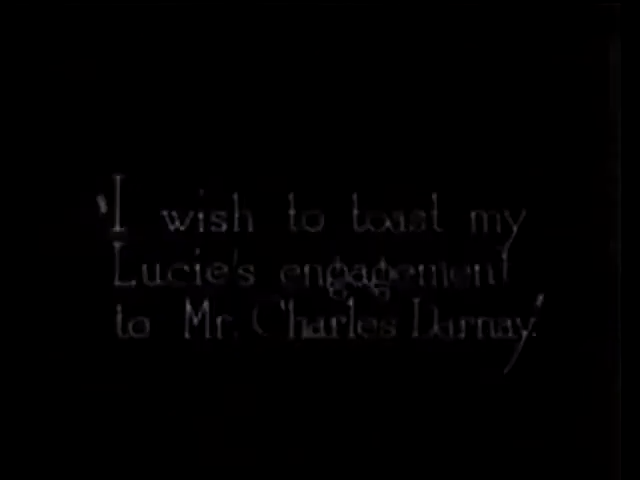 "I wish to toast my
Lucie's engagement
to Mr. Charles Darnay."